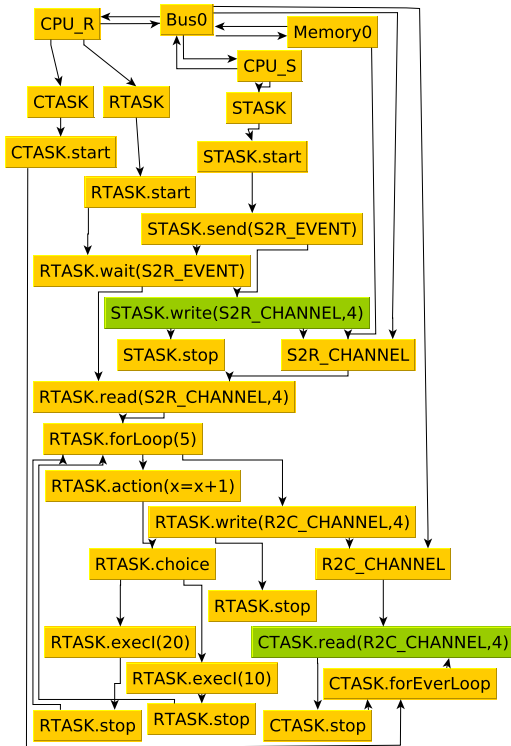 CPU_R
Bus0
Memory0
CPU_S
CTASK
RTASK
STASK
CTASK.start
STASK.start
RTASK.start
STASK.send(S2R_EVENT)
RTASK.wait(S2R_EVENT)
STASK.write(S2R_CHANNEL,4)
STASK.stop
S2R_CHANNEL
RTASK.read(S2R_CHANNEL,4)
RTASK.forLoop(5)
RTASK.action(x=x+1)
RTASK.write(R2C_CHANNEL,4)
RTASK.choice
R2C_CHANNEL
RTASK.stop
RTASK.execI(20)
CTASK.read(R2C_CHANNEL,4)
RTASK.execI(10)
CTASK.forEverLoop
RTASK.stop
RTASK.stop
CTASK.stop